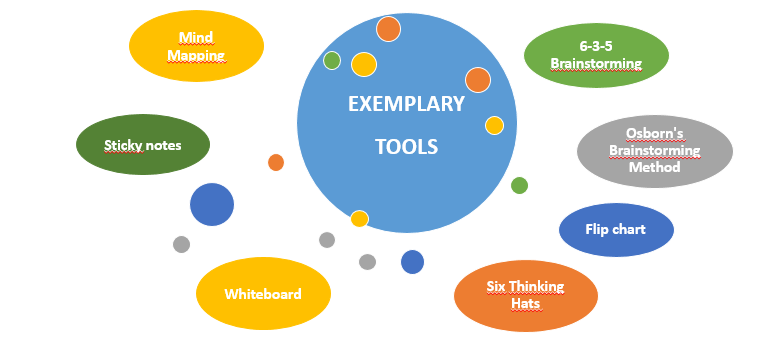 Mind
Mapping
EXEMPLARY
TOOLS
6-3-5
Brainstorming
Sticky notes
Osborn's
Brainstorming
Method
Flip chart
Whiteboard
Six Thinking
Hats